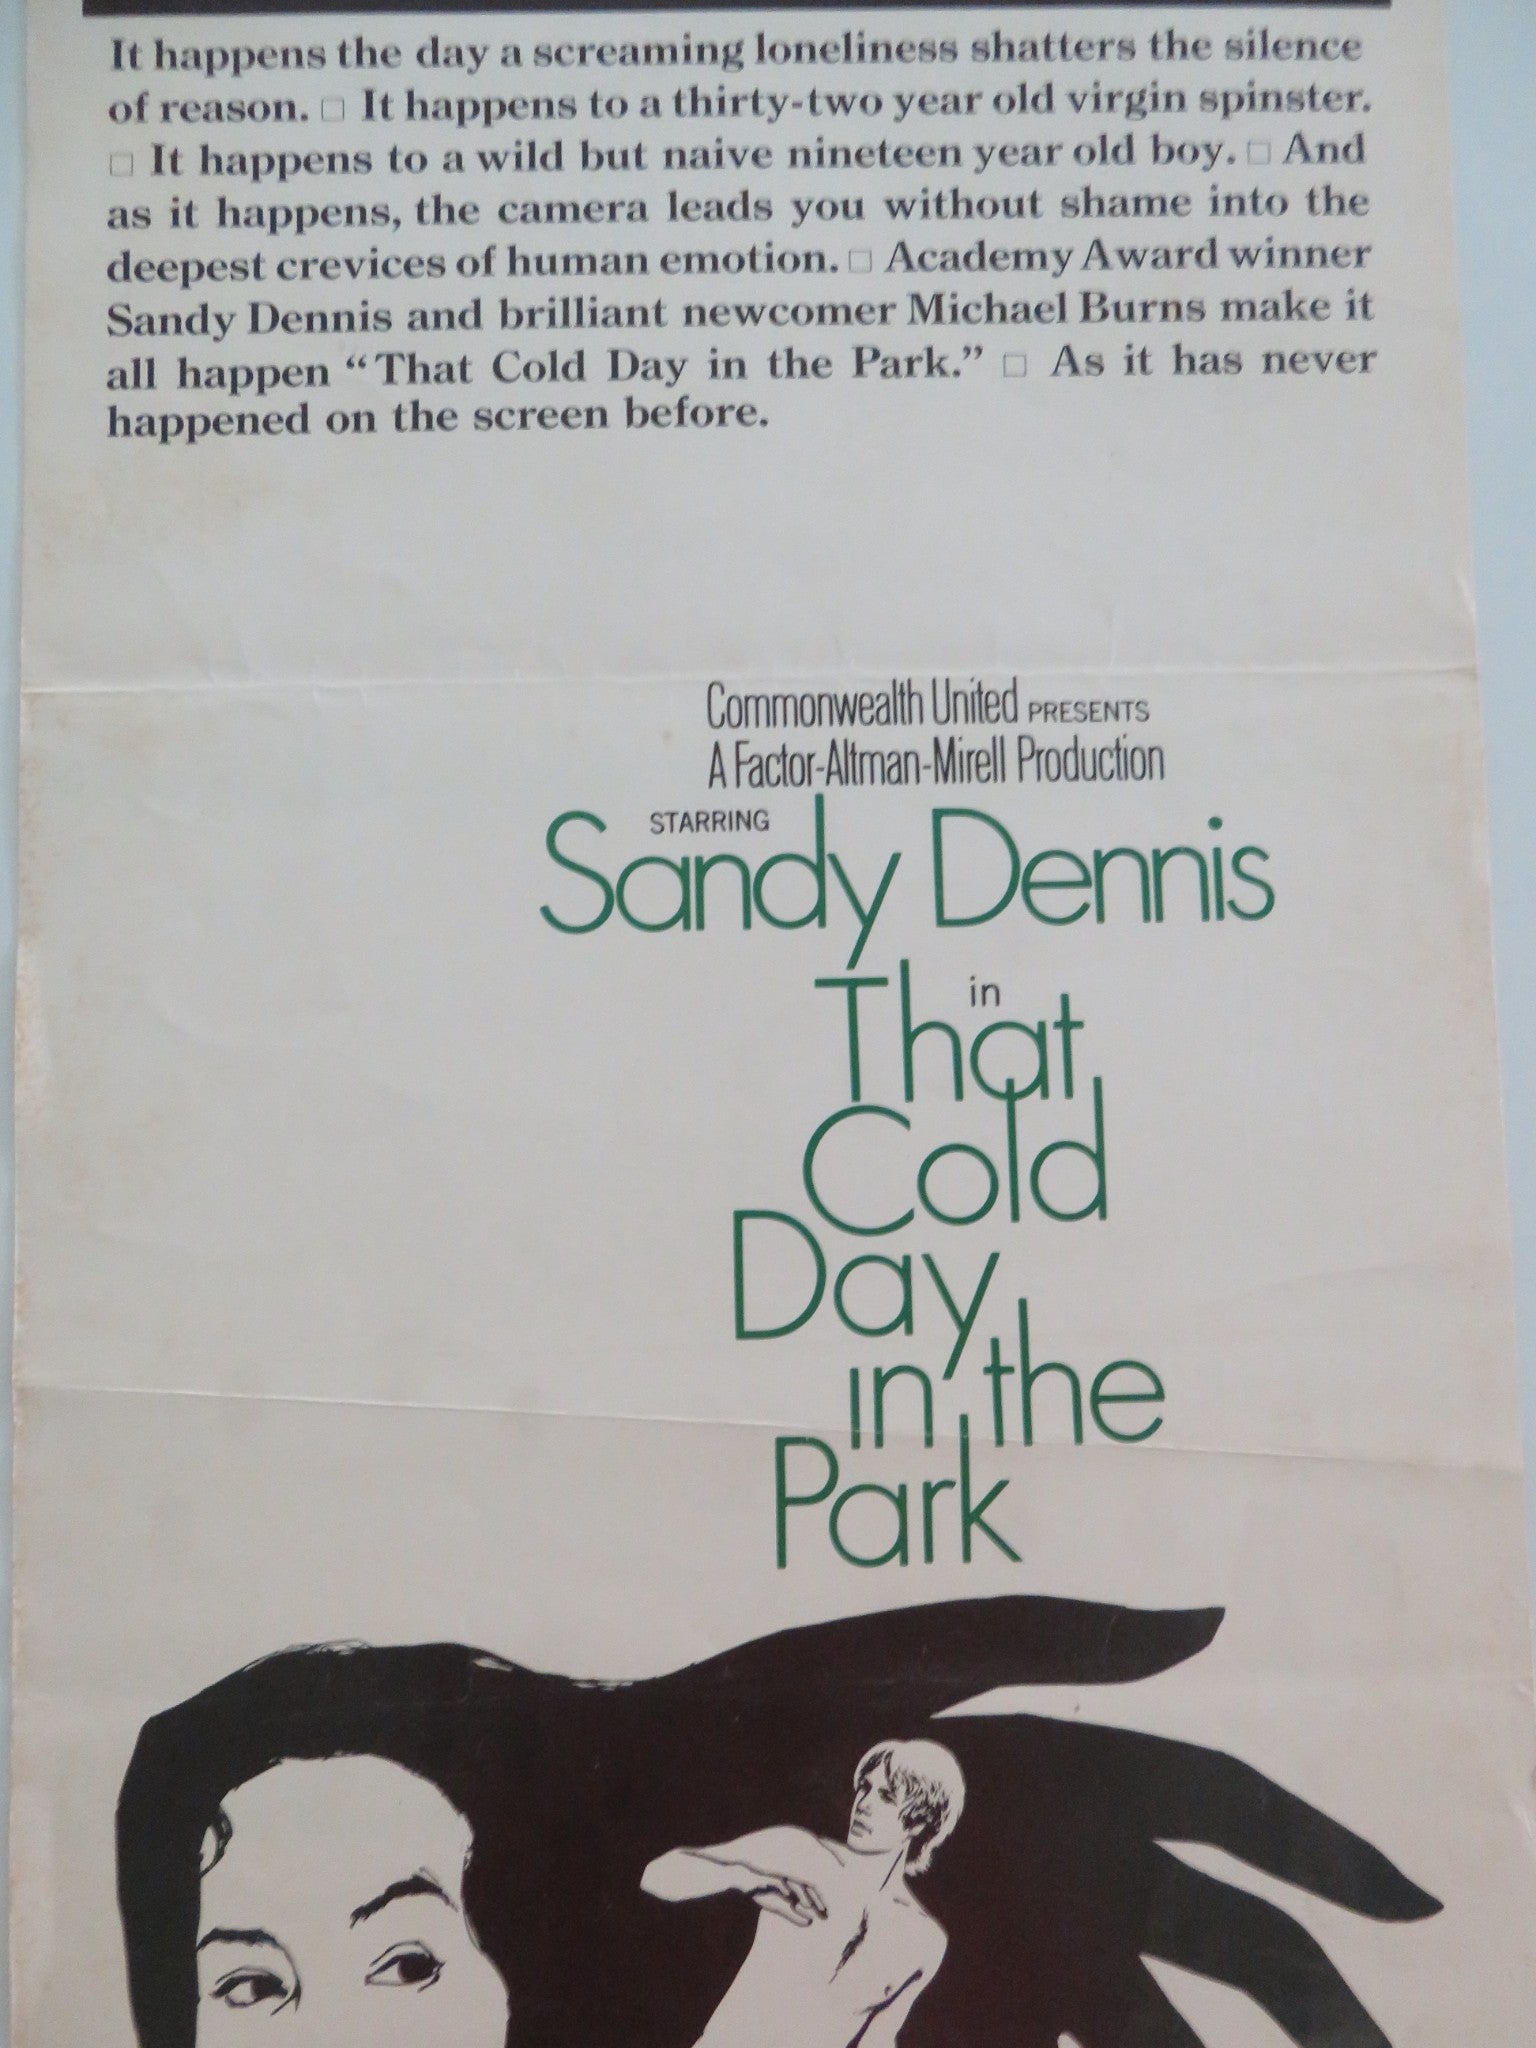 It happens the day a screaming loneliness shatters the silence
of reason. □ It happens to a thirty-two year old virgin spinster.
□ It happens to a wild but naive nineteen year old boy. □ And
as it happens, the camera leads you without shame into the
deepest crevices of human emotion. □ Academy Award winner
Sandy Dennis and brilliant newcomer Michael Burns make it
all happen “That Cold Day in the Park.” □ As it has never
happened on the screen before.
Commonwealth United PRESENTS
A Factor-Altman-Mirell Production
STARRING
Sandy Dennis
in
That
Cold
Day
in the
Park